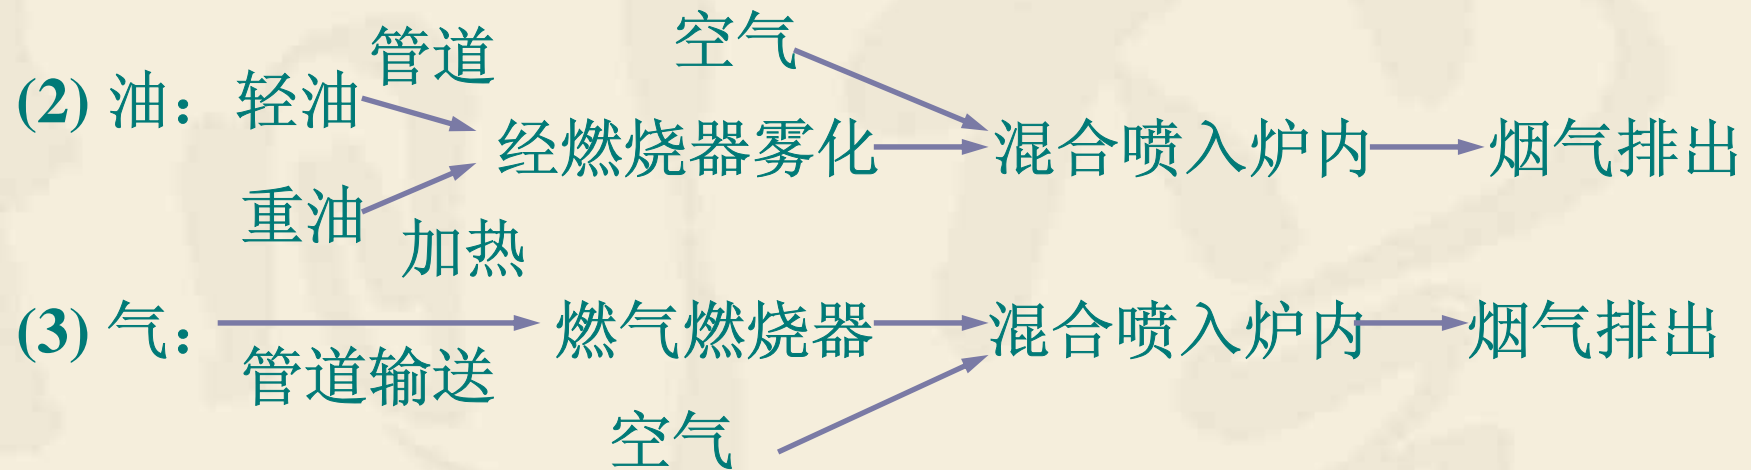 管道
空气
(2) 油：轻油
经燃烧器雾化 混合喷入炉内 烟气排出
重油
加热
(3) 气： 燃气燃烧器 混合喷入炉内 烟气排出
管道输送
空气